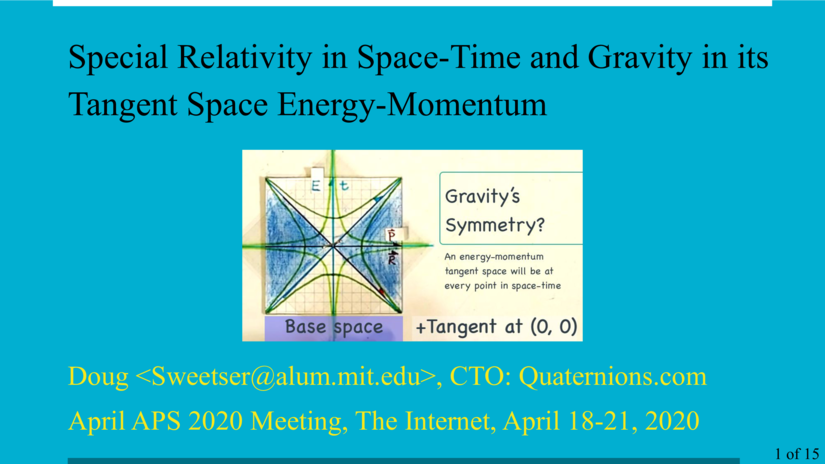 Special Relativity in Space-Time and Gravity in its
Tangent Space Energy-Momentum
E t
Gravity's
Symmetry?
P
R
An energy-momentum
tangent space will be at
every point in space-time
Base space +Tangent at (0, 0)
Doug <Sweetser@alum.mit.edu>, CTO: Quaternions.com
April APS 2020 Meeting, The Internet, April 18-21, 2020
1 of 15